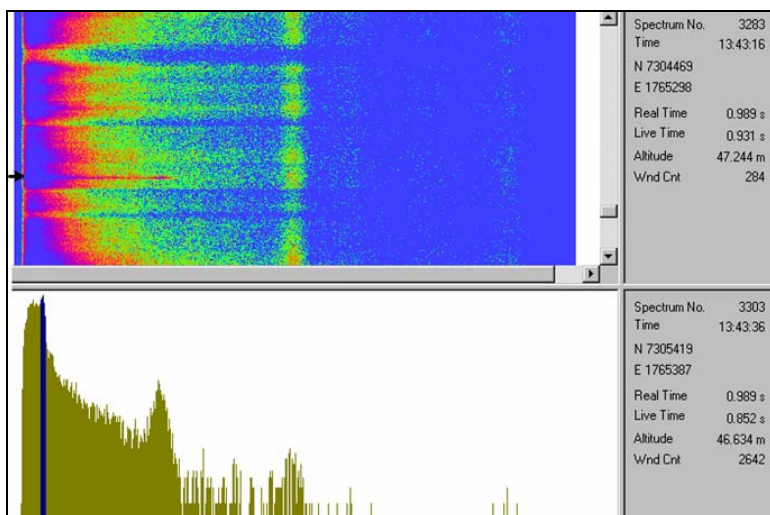 Spectrum No. 3283
Time 13:43:16
N 7304469
E 1765298
Real Time 0.989 s
Live Time 0.931 s
Altitude 47.244 m
Wnd Cnt 284
Spectrum No. 3303
Time 13:43:36
N 7305419
E 1765387
Real Time 0.989 s
Live Time 0.852 s
Altitude 46.634 m
Wnd Cnt 2642